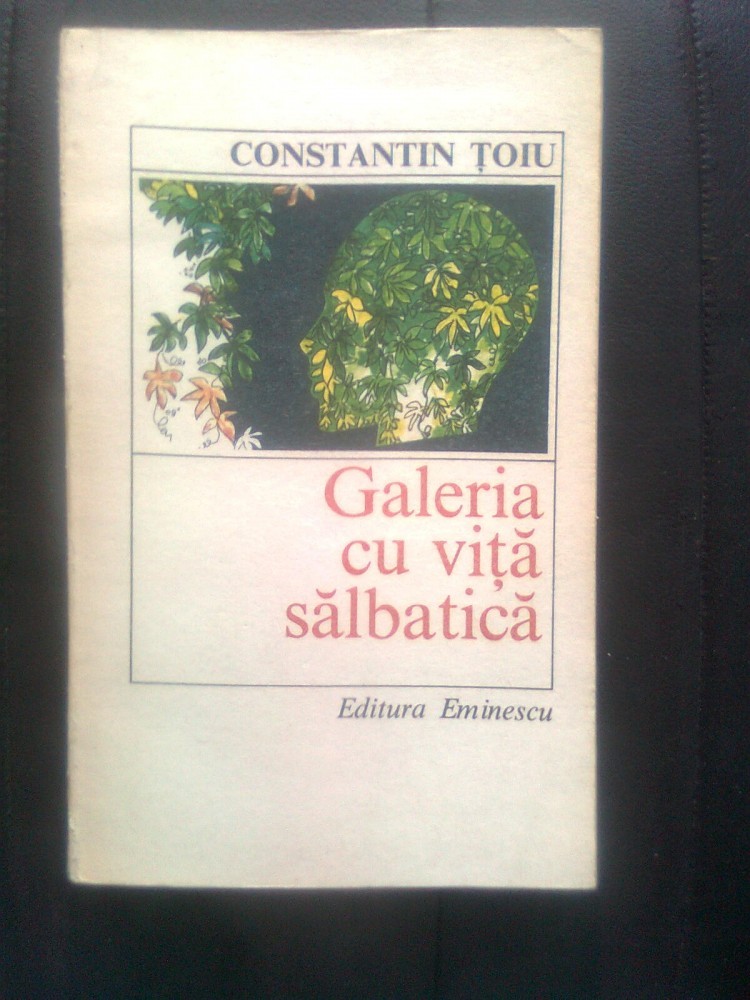 CONSTANTIN ȚOIU
Galeria
cu viță
sălbatică
Editura Eminescu